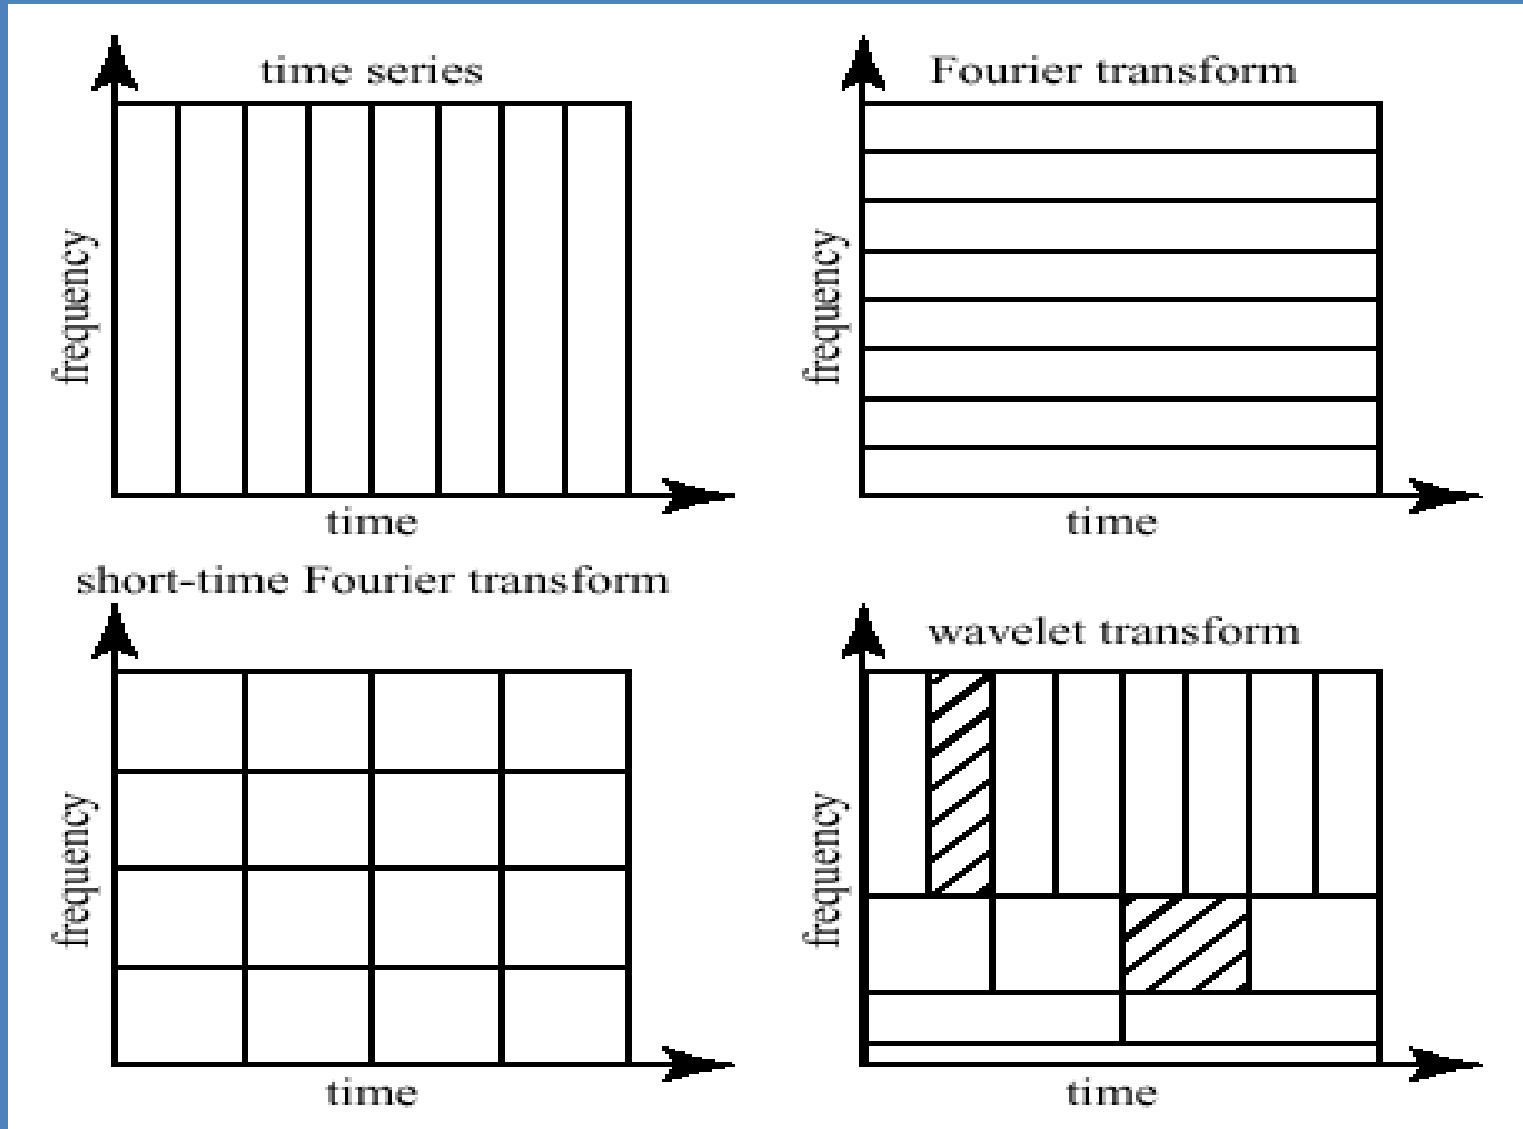 time series
frequency
time
Fourier transform
frequency
time
short-time Fourier transform
frequency
time
wavelet transform
frequency
time